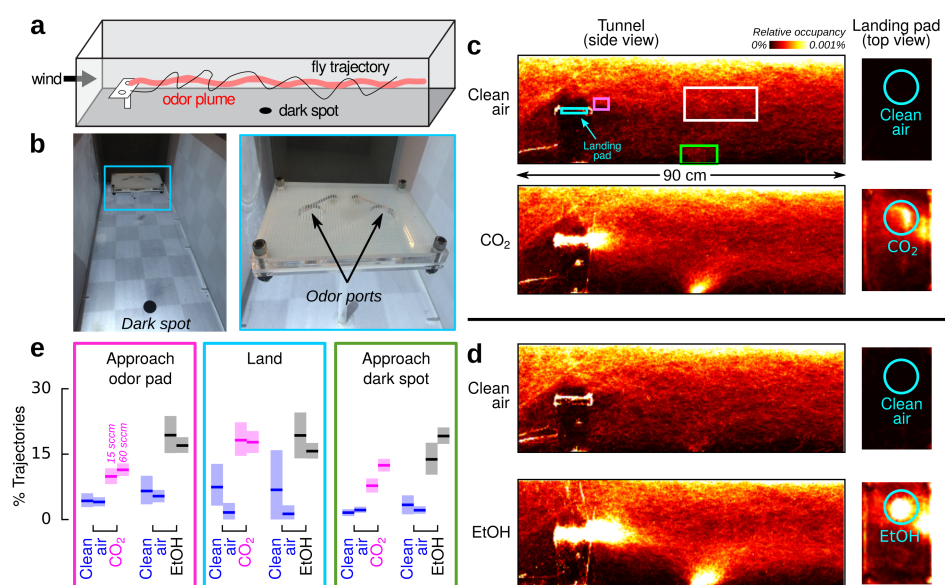 a
wind
fly trajectory
odor plume
dark spot
b
Dark spot
Odor ports
c
Tunnel
(side view)
Relative occupancy
0%
0.001%
Landing pad
(top view)
Clean
air
Landing
pad
Clean
air
90 cm
CO₂
CO₂
d
Clean
air
Clean
air
EtOH
EtOH
e
Approach
odor pad
Land
Approach
dark spot
% Trajectories
30
15
0
15 sccm
60 sccm
Clean
air
CO₂
Clean
air
EtOH
Clean
air
CO₂
Clean
air
EtOH
Clean
air
CO₂
Clean
air
EtOH